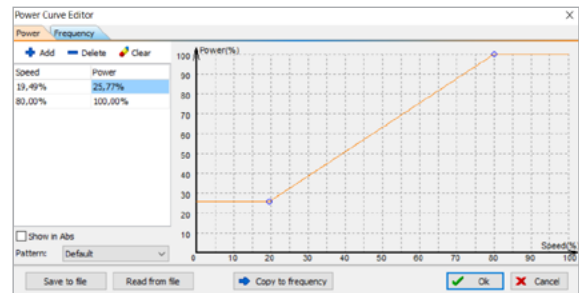 Power Curve Editor X
Power Frequency
Add Delete Clear
Speed Power
19,49% 25,77%
80,00% 100,00%
Show in Abs
Pattern: Default
Power(%)
100
90
80
70
60
50
40
30
20
10
Speed(%)
0 10 20 30 40 50 60 70 80 90 100
Save to file Read from file Copy to frequency Ok Cancel